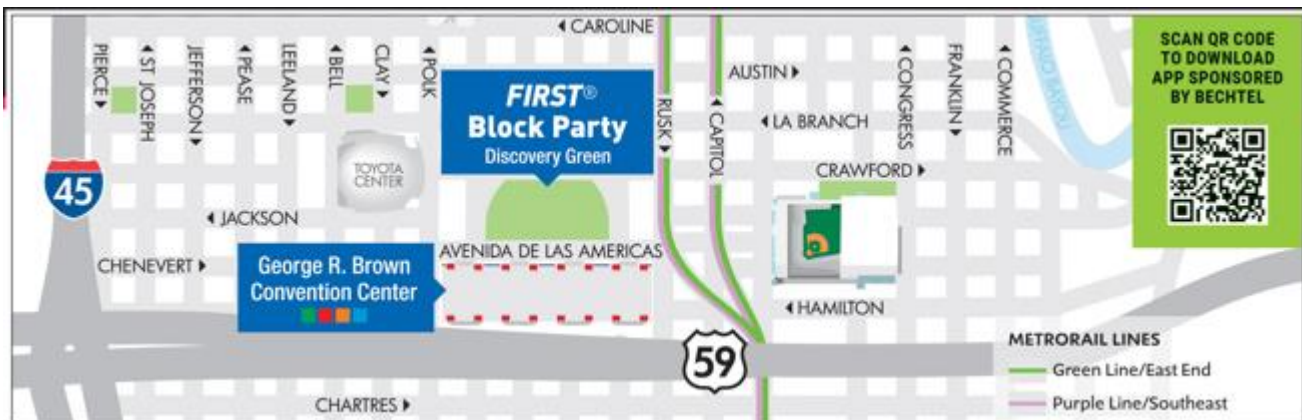 ◄ CAROLINE
PIERCE ►
◄ ST JOSEPH
JEFFERSON ►
◄ PEASE
LEELAND ►
◄ BELL
CLAY ►
◄ POLK
FIRST®
Block Party
Discovery Green
RUSK ►
◄ CAPITOL
AUSTIN ►
◄ LA BRANCH
CRAWFORD ►
◄ CONGRESS
FRANKLIN ►
◄ COMMERCE
BUFFALO BAYOU
SCAN QR CODE
TO DOWNLOAD
APP SPONSORED
BY BECHTEL
45
TOYOTA
CENTER
◄ JACKSON
CHENEVERT ►
AVENIDA DE LAS AMERICAS
George R. Brown
Convention Center
◄ HAMILTON
59
CHARTRES ►
METRORAIL LINES
Green Line/East End
Purple Line/Southeast